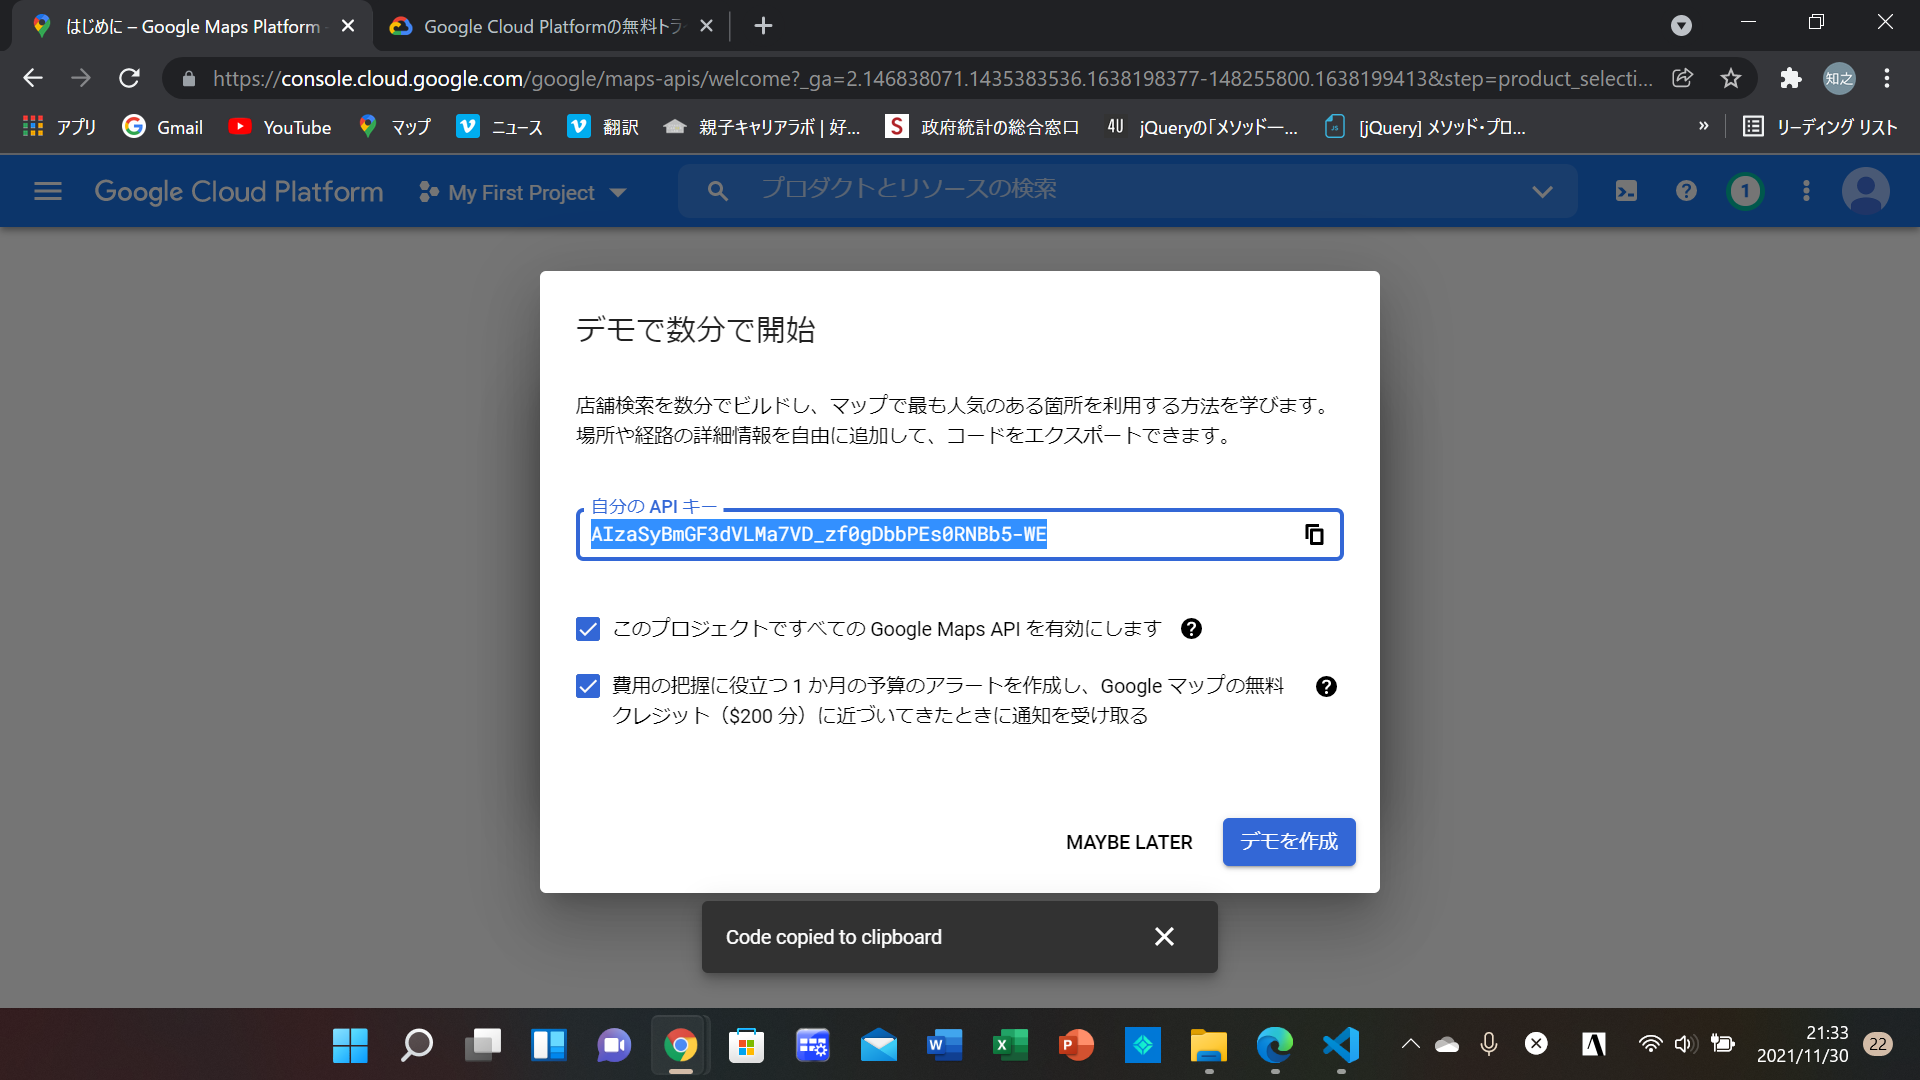 はじめに – Google Maps Platform
Google Cloud Platformの無料トラ
https://console.cloud.google.com/google/maps-apis/welcome?_ga=2.146838071.1435383536.1638198377-148255800.1638199413&step=product_selecti...
知之
アプリ
Gmail
YouTube
マップ
ニュース
翻訳
親子キャリアラボ | 好...
S
政府統計の総合窓口
4U
jQueryの「メソッド一...
[jQuery] メソッド・プロ...
»
リーディング リスト
Google Cloud Platform
My First Project
プロダクトとリソースの検索
1
デモで数分で開始
店舗検索を数分でビルドし、マップで最も人気のある箇所を利用する方法を学びます。
場所や経路の詳細情報を自由に追加して、コードをエクスポートできます。
自分の API キー
AIzaSyBmGF3dVLMa7VD_zf0gDbbPEs0RNBb5-WE
このプロジェクトですべての Google Maps API を有効にします
費用の把握に役立つ 1 か月の予算のアラートを作成し、Google マップの無料
クレジット（$200 分）に近づいてきたときに通知を受け取る
MAYBE LATER
デモを作成
Code copied to clipboard
21:33
2021/11/30
22